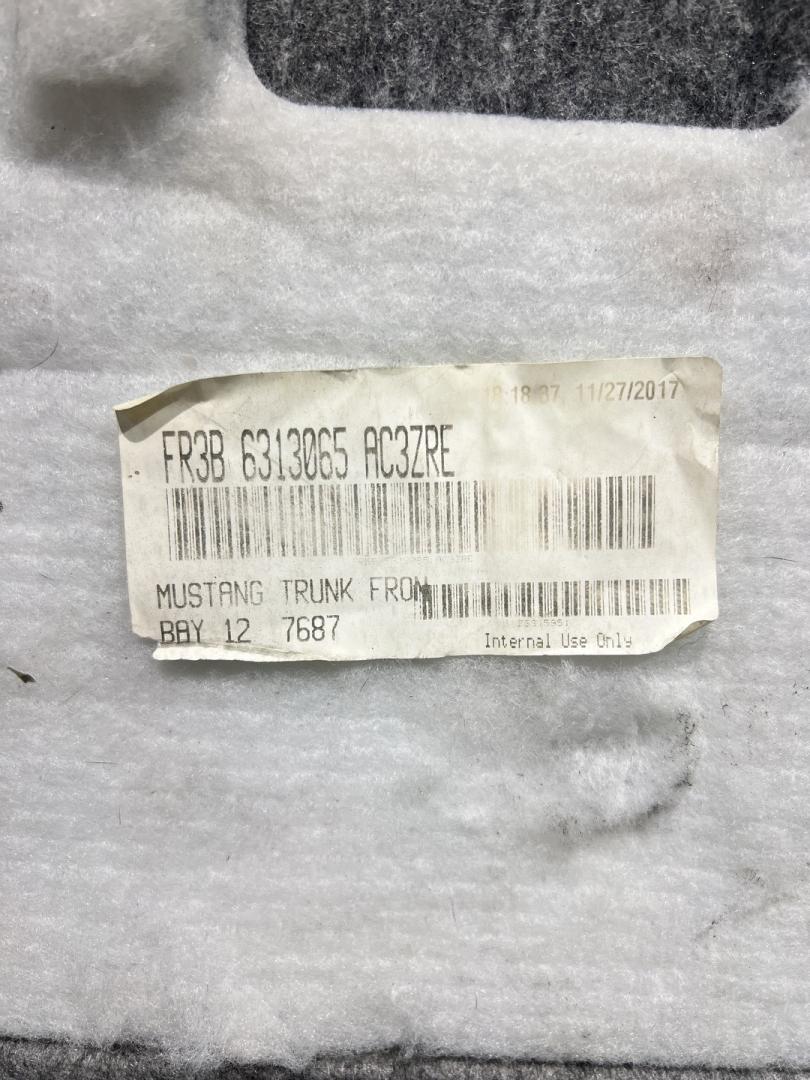 18:18:37, 11/27/2017
FR3B 6313065 AC3ZRE
MUSTANG TRUNK FRON
BAY 12 7687
Internal Use Only